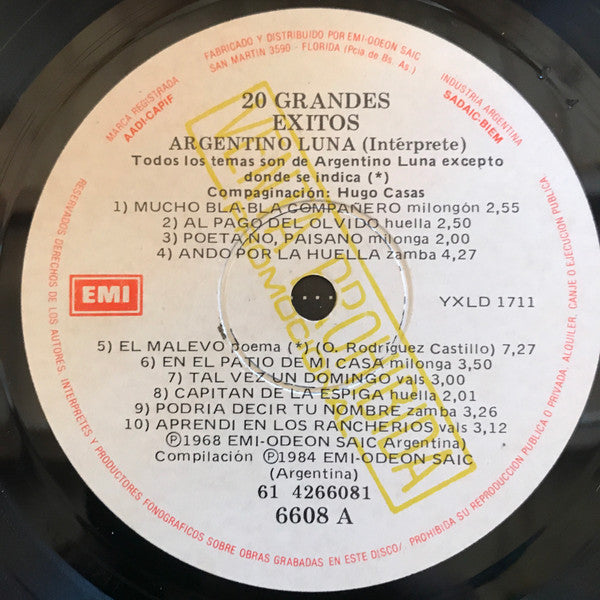 FABRICADO Y DISTRIBUIDO POR EMI-ODEON SAIC
SAN MARTIN 3590 - FLORIDA (Pcia de Bs. As.)
MARCA REGISTRADA
AADI-CAPIF
INDUSTRIA ARGENTINA
SADAIC-BIEM
20 GRANDES
EXITOS
ARGENTINO LUNA (Intérprete)
Todos los temas son de Argentino Luna excepto
donde se indica (*)
Compaginación: Hugo Casas
1) MUCHO BLA-BLA COMPAÑERO milongón 2,55
2) AL PAGO DEL OLVIDO huella 2,50
3) POETA NO, PAISANO milonga 2,00
4) ANDO POR LA HUELLA zamba 4,27
EMI
YXLD 1711
5) EL MALEVO poema (*) (O. Rodríguez Castillo) 7,27
6) EN EL PATIO DE MI CASA milonga 3,50
7) TAL VEZ UN DOMINGO vals 3,00
8) CAPITAN DE LA ESPIGA huella 2,01
9) PODRIA DECIR TU NOMBRE zamba 3,26
10) APRENDI EN LOS RANCHERIOS vals 3,12
Ⓟ1968 EMI-ODEON SAIC Argentina)
Compilación Ⓟ1984 EMI-ODEON SAIC
(Argentina)
61 4266081
6608 A
RESERVADOS DERECHOS DE LOS AUTORES, INTERPRETES Y PRODUCTORES FONOGRAFICOS SOBRE OBRAS GRABADAS EN ESTE DISCO/ PROHIBIDA SU REPRODUCCION PUBLICA O PRIVADA, ALQUILER, CANJE O EJECUCION PUBLICA
VENTA PROHIBIDA